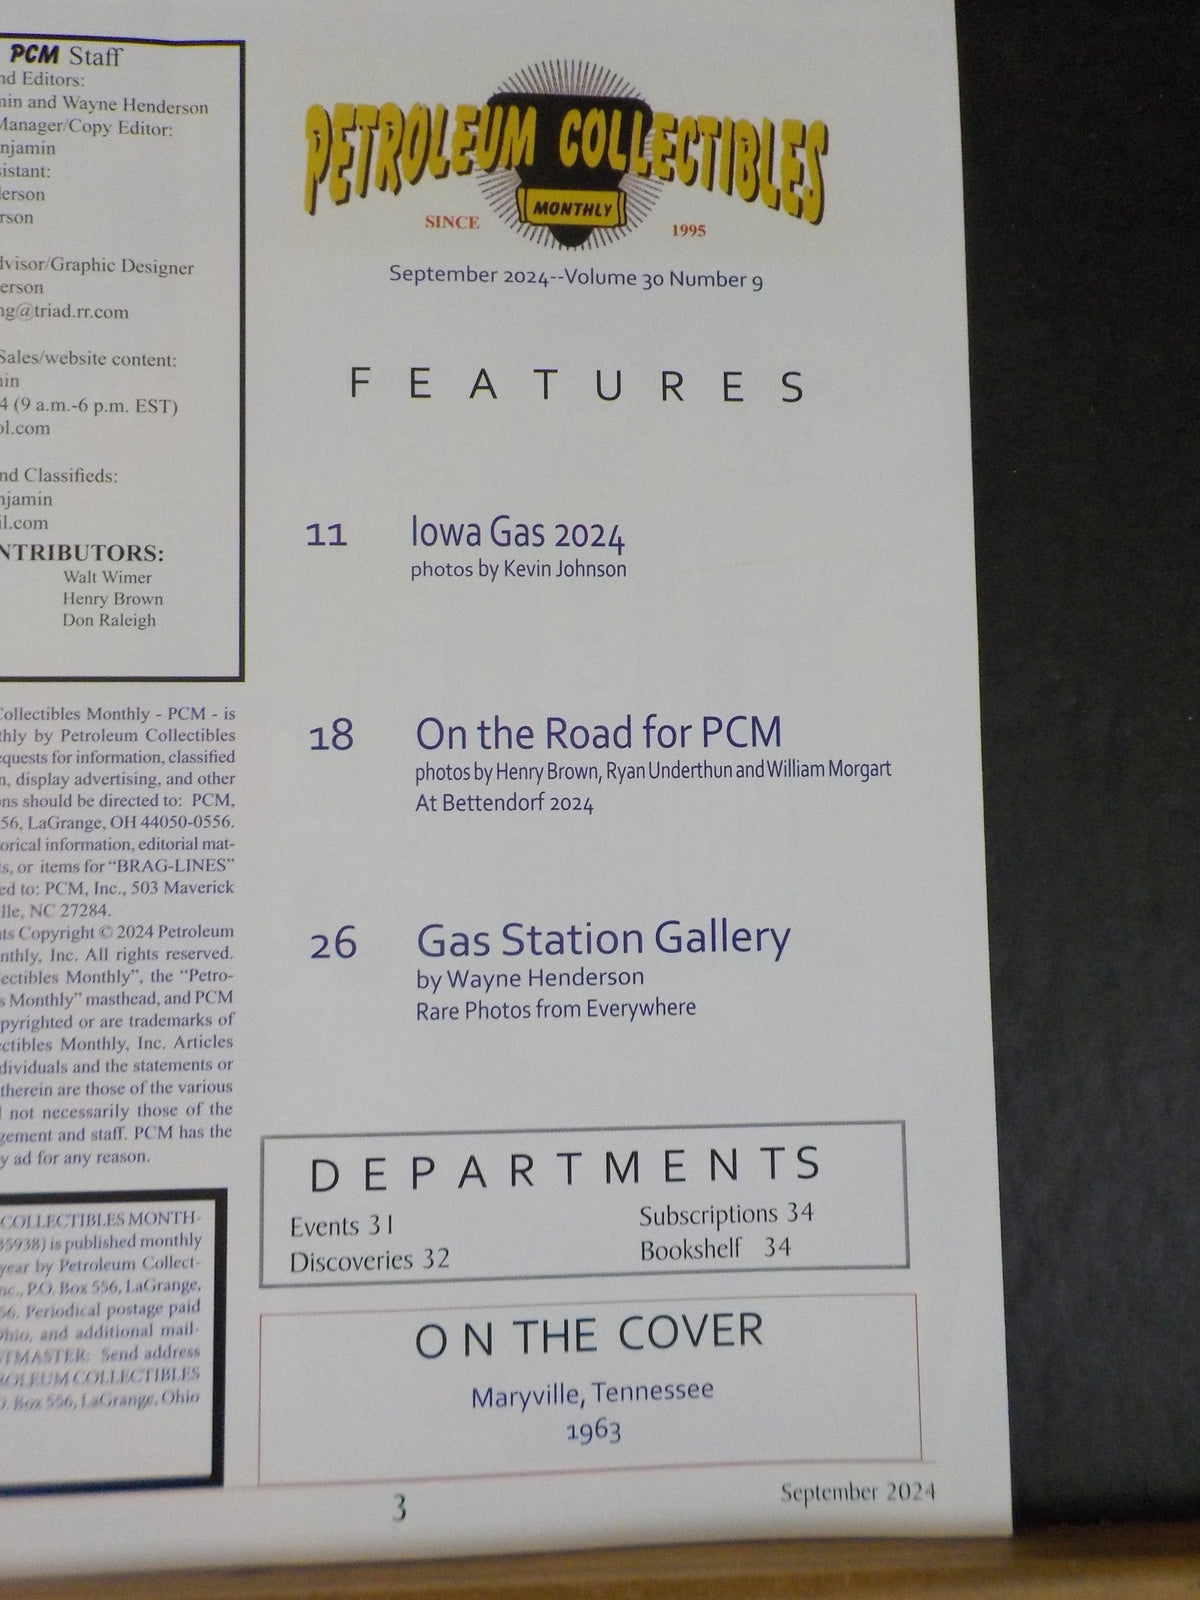 PCM Staff
nd Editors:
nin and Wayne Henderson
Manager/Copy Editor:
njamin
sistant:
derson
rson
dvisor/Graphic Designer
erson
ng@triad.rr.com
Sales/website content:
nin
4 (9 a.m.-6 p.m. EST)
ol.com
nd Classifieds:
njamin
il.com
NTRIBUTORS:
Walt Wimer
Henry Brown
Don Raleigh
Collectibles Monthly - PCM - is
thly by Petroleum Collectibles
equests for information, classified
n, display advertising, and other
ns should be directed to: PCM,
56, LaGrange, OH 44050-0556.
orical information, editorial mat-
s, or items for “BRAG-LINES”
ed to: PCM, Inc., 503 Maverick
lle, NC 27284.
ts Copyright © 2024 Petroleum
nthly, Inc. All rights reserved.
ectibles Monthly”, the “Petro-
s Monthly” masthead, and PCM
pyrighted or are trademarks of
ctibles Monthly, Inc. Articles
dividuals and the statements or
therein are those of the various
d not necessarily those of the
gement and staff. PCM has the
y ad for any reason.
COLLECTIBLES MONTH-
35938) is published monthly
year by Petroleum Collect-
nc., P.O. Box 556, LaGrange,
56. Periodical postage paid
Ohio, and additional mail-
TMASTER: Send address
ROLEUM COLLECTIBLES
O. Box 556, LaGrange, Ohio
PETROLEUM COLLECTIBLES
MONTHLY
SINCE 1995
September 2024--Volume 30 Number 9
FEATURES
11 Iowa Gas 2024
photos by Kevin Johnson
18 On the Road for PCM
photos by Henry Brown, Ryan Underthun and William Morgart
At Bettendorf 2024
26 Gas Station Gallery
by Wayne Henderson
Rare Photos from Everywhere
DEPARTMENTS
Events 31 Subscriptions 34
Discoveries 32 Bookshelf 34
ON THE COVER
Maryville, Tennessee
1963
3 September 2024